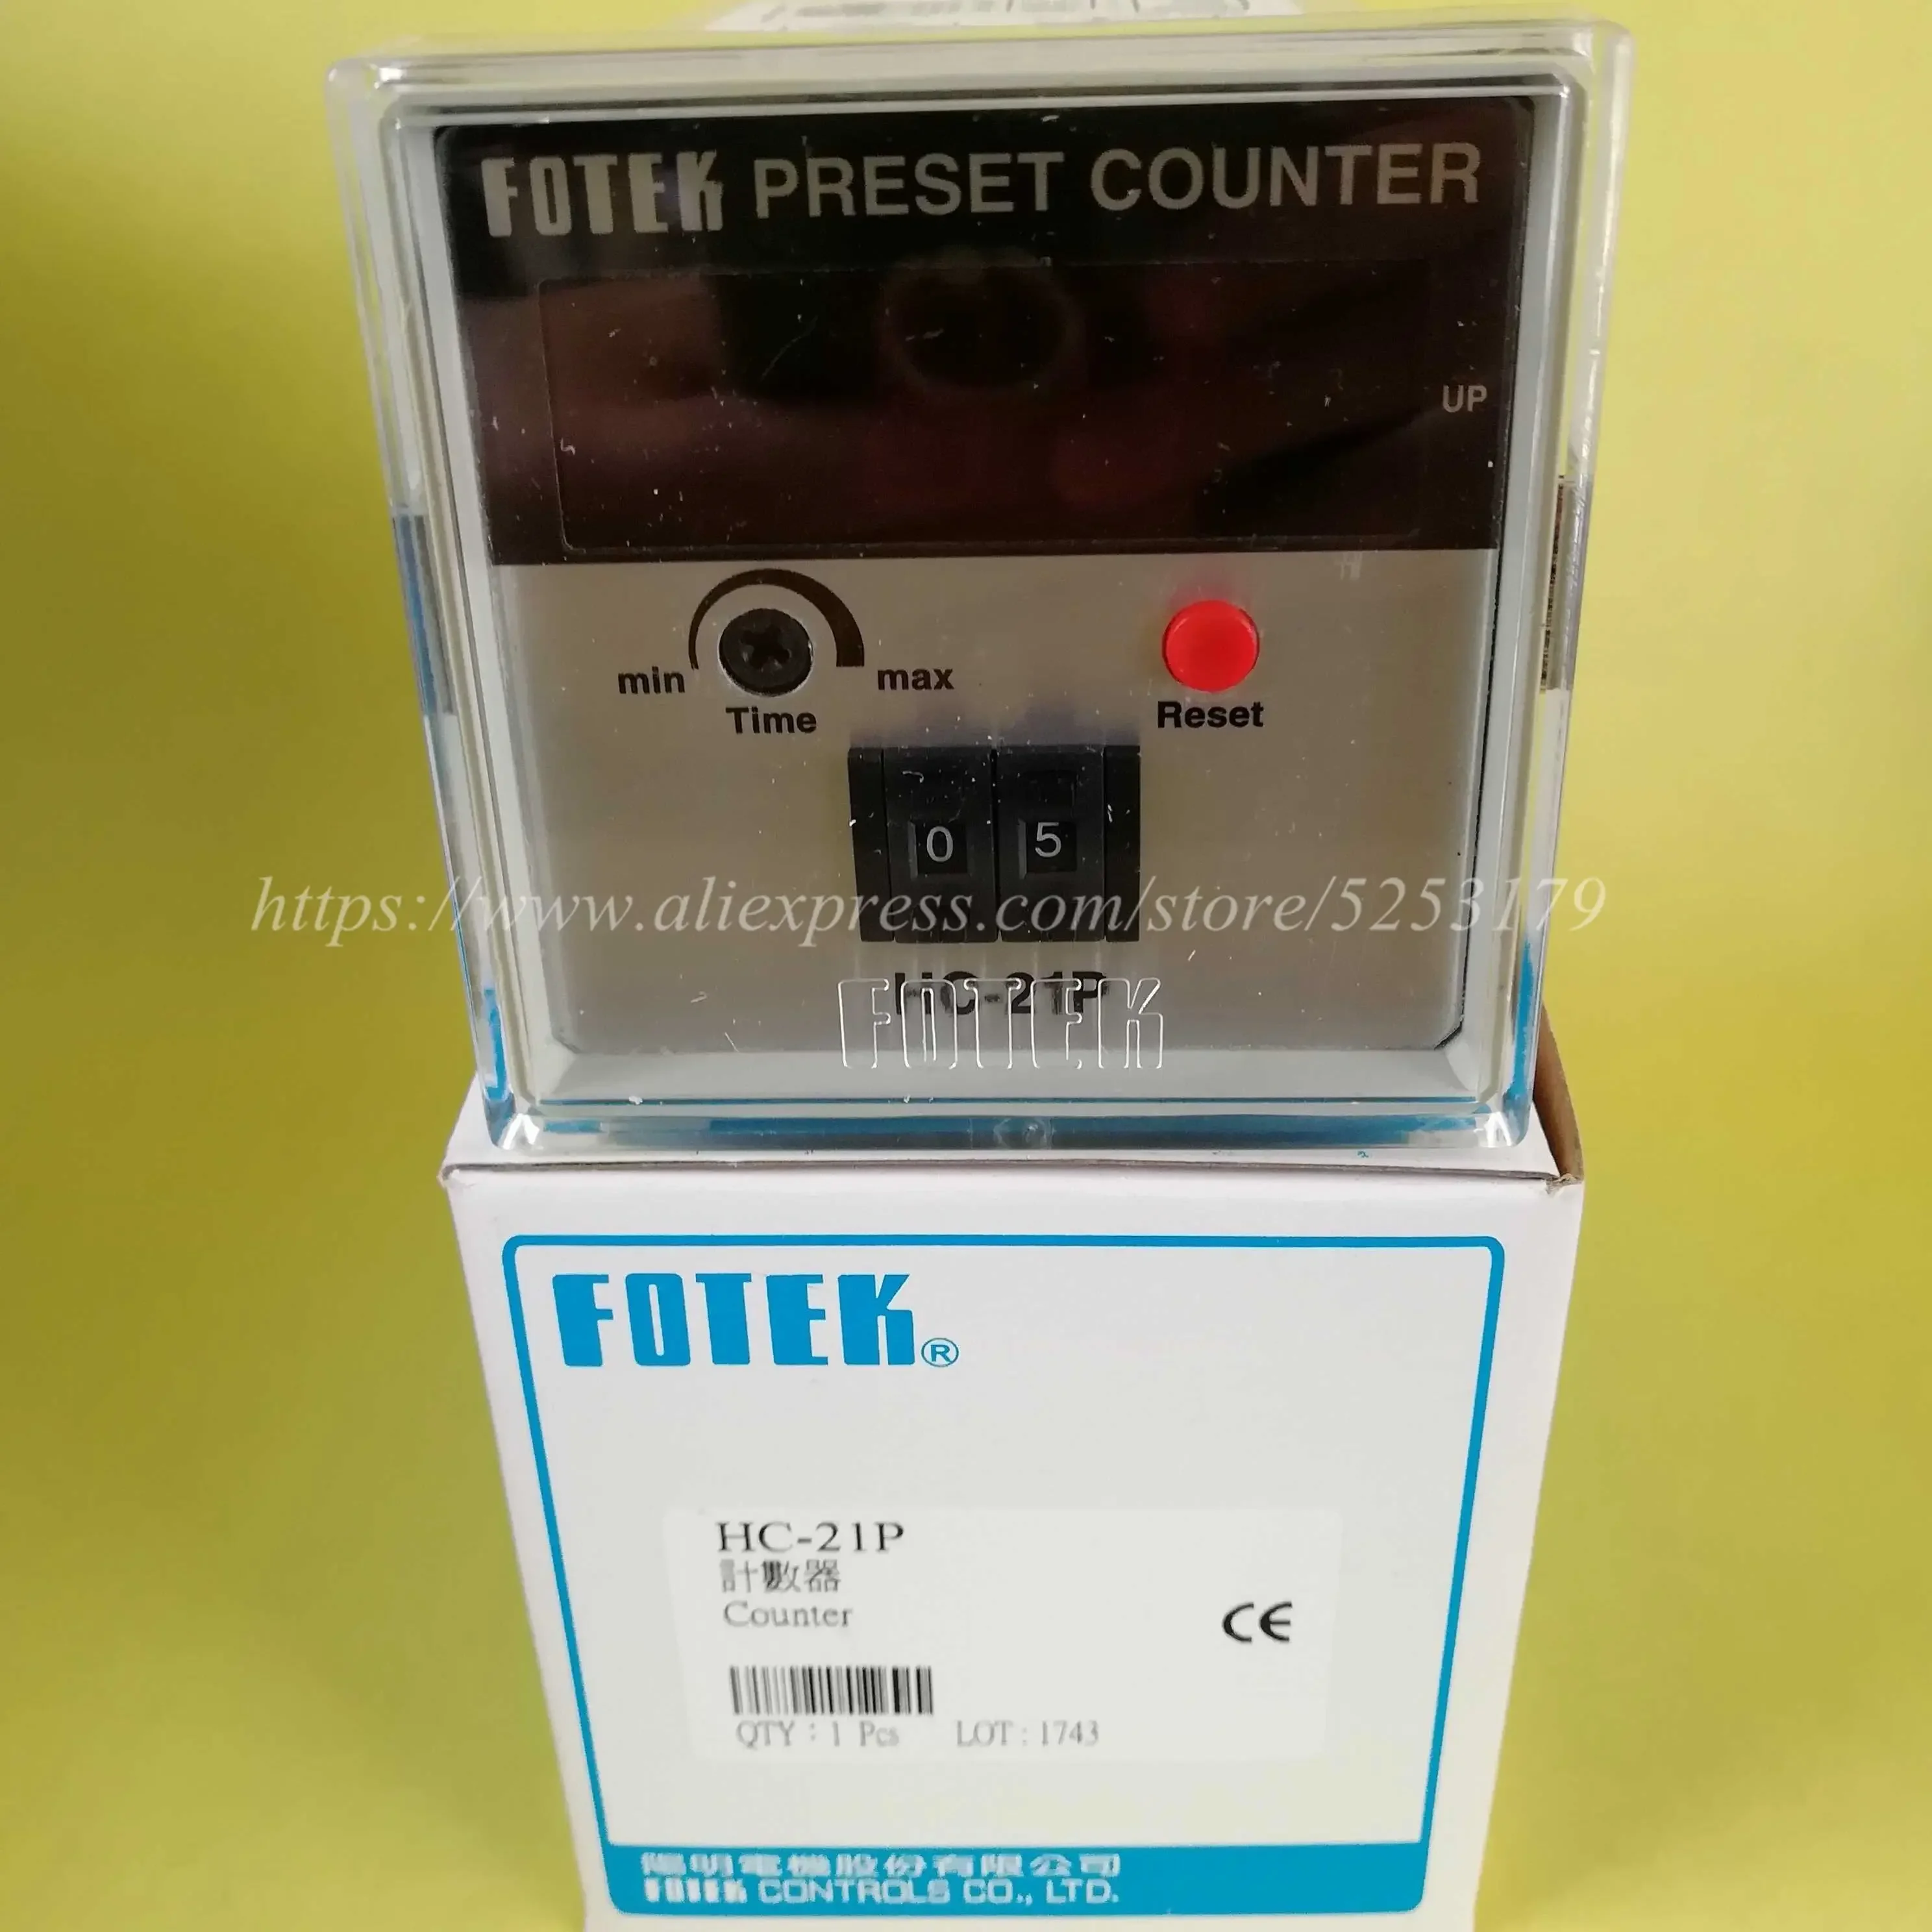 FOTEK PRESET COUNTER
UP
min max
Time
Reset
0 5
https://www.aliexpress.com/store/5253179
HC-21P
FOTEK
FOTEK®
HC-21P
計數器
Counter
CE
QTY : 1 Pcs LOT : 1743
陽明電機股份有限公司
FOTEK CONTROLS CO., LTD.